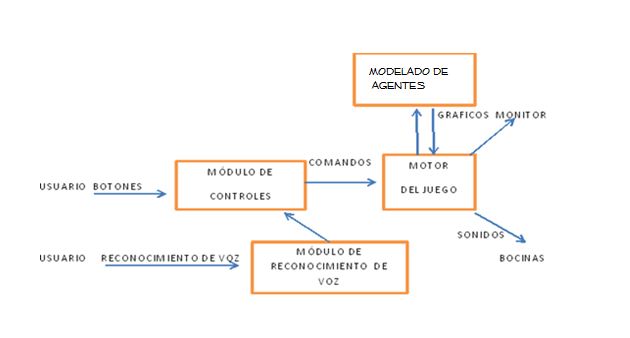 MODELADO DE
AGENTES
GRAFICOS MONITOR
COMANDOS
MOTOR
DEL JUEGO
MÓDULO DE
CONTROLES
USUARIO BOTONES
SONIDOS
BOCINAS
USUARIO RECONOCIMIENTO DE VOZ
MÓDULO DE
RECONOCIMIENTO DE
VOZ